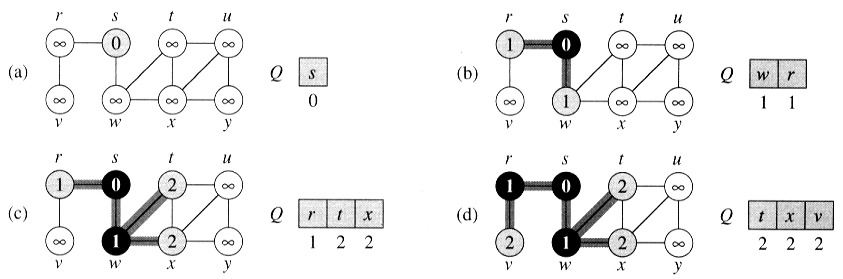 r s t u
∞ 0 ∞ ∞
(a) Q s
0
∞ ∞ ∞ ∞
v w x y
r s t u
1 0 ∞ ∞
(b) Q w r
1 1
∞ 1 ∞ ∞
v w x y
r s t u
1 0 2 ∞
(c) Q r t x
1 2 2
∞ 1 2 ∞
v w x y
r s t u
1 0 2 ∞
(d) Q t x v
2 2 2
2 1 2 ∞
v w x y